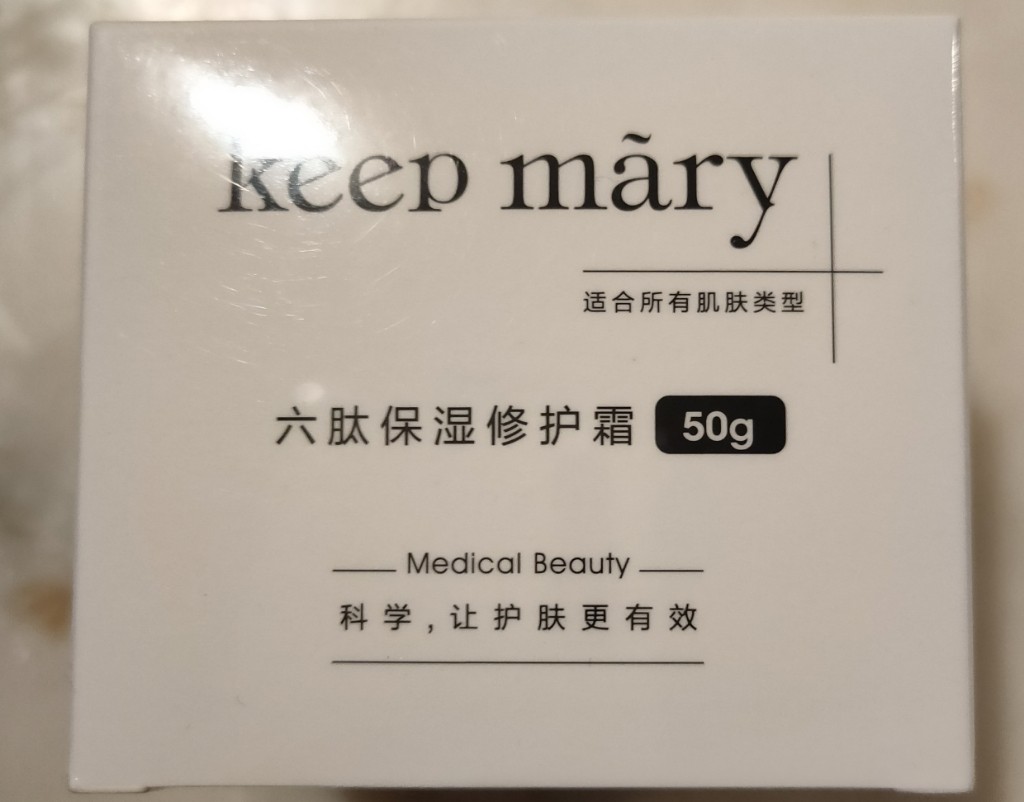 keep mãry
适合所有肌肤类型
六肽保湿修护霜 50g
Medical Beauty
科学,让护肤更有效